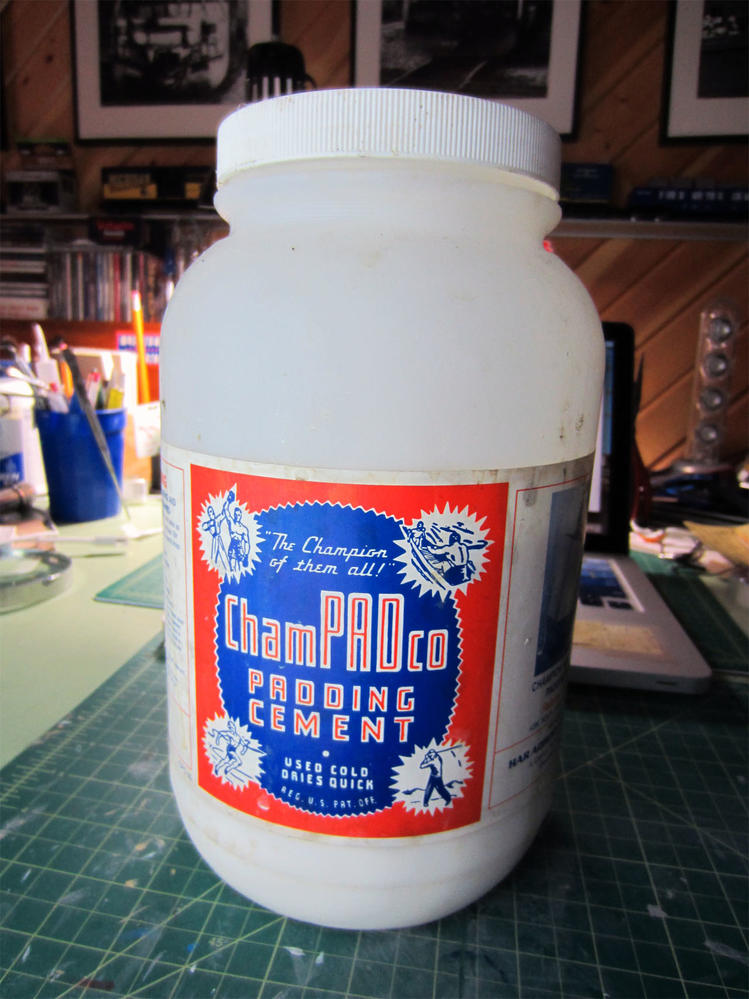 "The Champion
of them all!"
ChamPADco
PADDING
CEMENT
USED COLD
DRIES QUICK
REG. U.S. PAT. OFF.